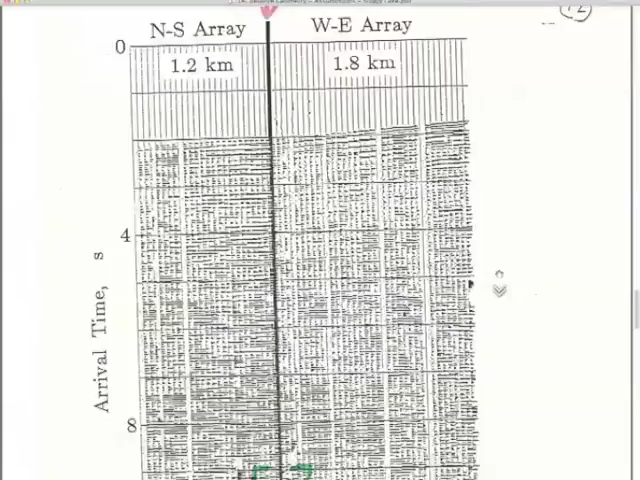 N-S Array
W-E Array
0
1.2 km
1.8 km
4
8
Arrival Time, s